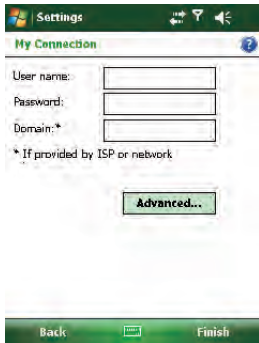 Settings
My Connection
User name:
Password:
Domain:*
* If provided by ISP or network
Advanced...
Back Finish